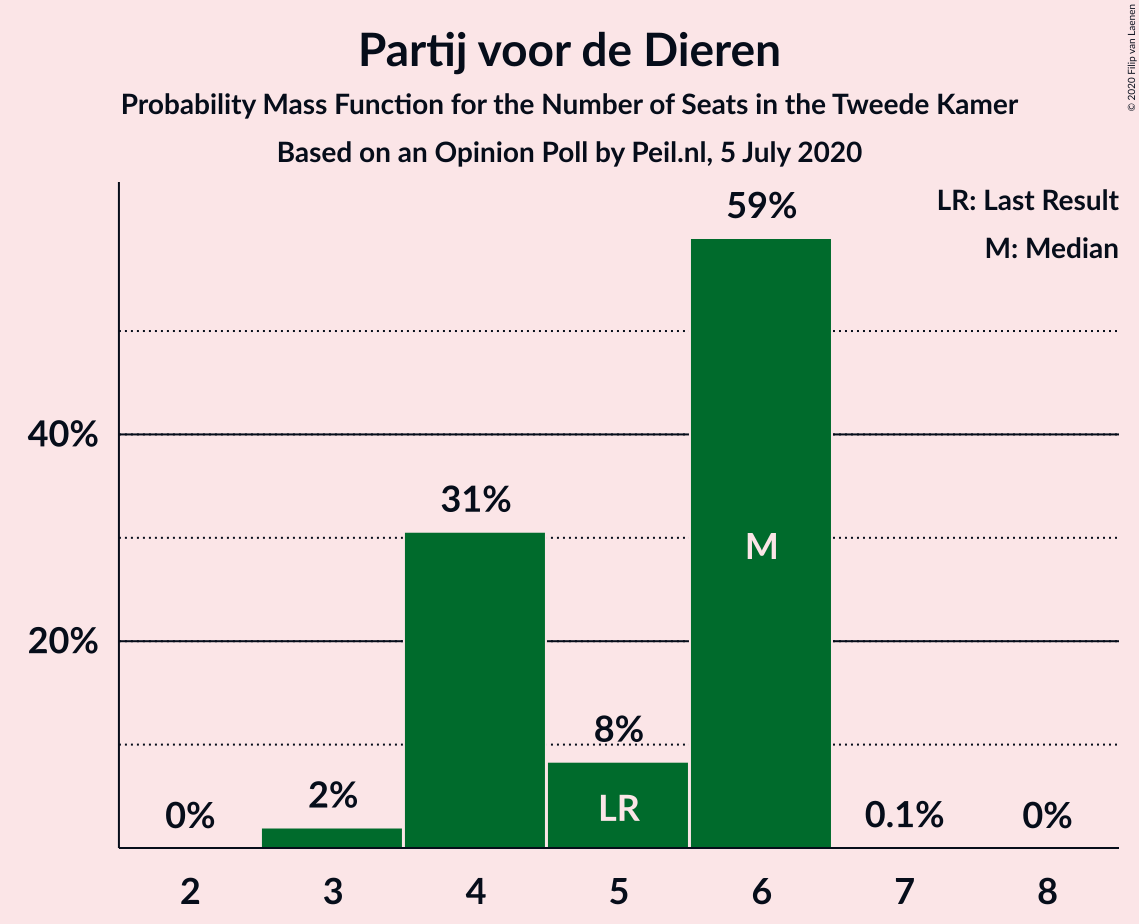 Partij voor de Dieren
Probability Mass Function for the Number of Seats in the Tweede Kamer
Based on an Opinion Poll by Peil.nl, 5 July 2020
© 2020 Filip van Laenen
LR: Last Result
M: Median
59%
40%
31%
M
20%
8%
2%
LR
0%
0.1%
0%
2 3 4 5 6 7 8